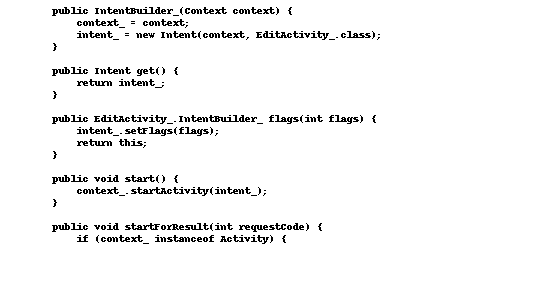 public IntentBuilder_(Context context) {
context_ = context;
intent_ = new Intent(context, EditActivity_.class);
}
public Intent get() {
return intent_;
}
public EditActivity_.IntentBuilder_ flags(int flags) {
intent_.setFlags(flags);
return this;
}
public void start() {
context_.startActivity(intent_);
}
public void startForResult(int requestCode) {
if (context_ instanceof Activity) {